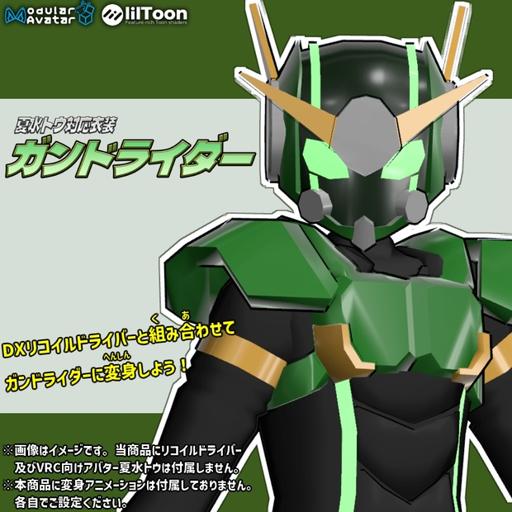 Modular Avatar
lilToon
Feature-rich Toon shaders
夏水トウ対応衣装
ガンドライダー
DXリコイルドライバーと組み合わせて
ガンドライダーに変身しよう！
※画像はイメージです。当商品にリコイルドライバー
及びVRC向けアバター夏水トウは付属しません。
※本商品に変身アニメーションは付属しておりません。
各自でご設定ください。